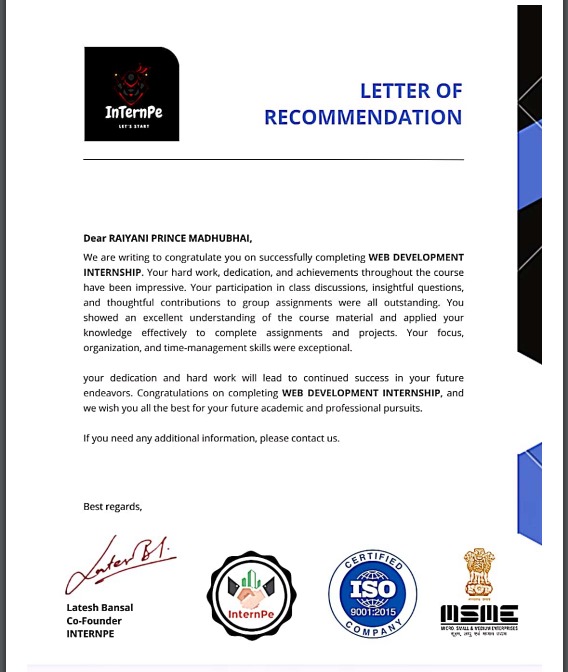 InTernPe
LET'S START
LETTER OF
RECOMMENDATION
Dear RAIYANI PRINCE MADHUBHAI,
We are writing to congratulate you on successfully completing WEB DEVELOPMENT
INTERNSHIP. Your hard work, dedication, and achievements throughout the course
have been impressive. Your participation in class discussions, insightful questions,
and thoughtful contributions to group assignments were all outstanding. You
showed an excellent understanding of the course material and applied your
knowledge effectively to complete assignments and projects. Your focus,
organization, and time-management skills were exceptional.
your dedication and hard work will lead to continued success in your future
endeavors. Congratulations on completing WEB DEVELOPMENT INTERNSHIP, and
we wish you all the best for your future academic and professional pursuits.
If you need any additional information, please contact us.
Best regards,
Latesh Bansal
Co-Founder
INTERNPE
InternPe
CERTIFIED
ISO
9001:2015
COMPANY
MSME
MICRO, SMALL & MEDIUM ENTERPRISES
सूक्ष्म, लघु एवं मध्यम उद्यम